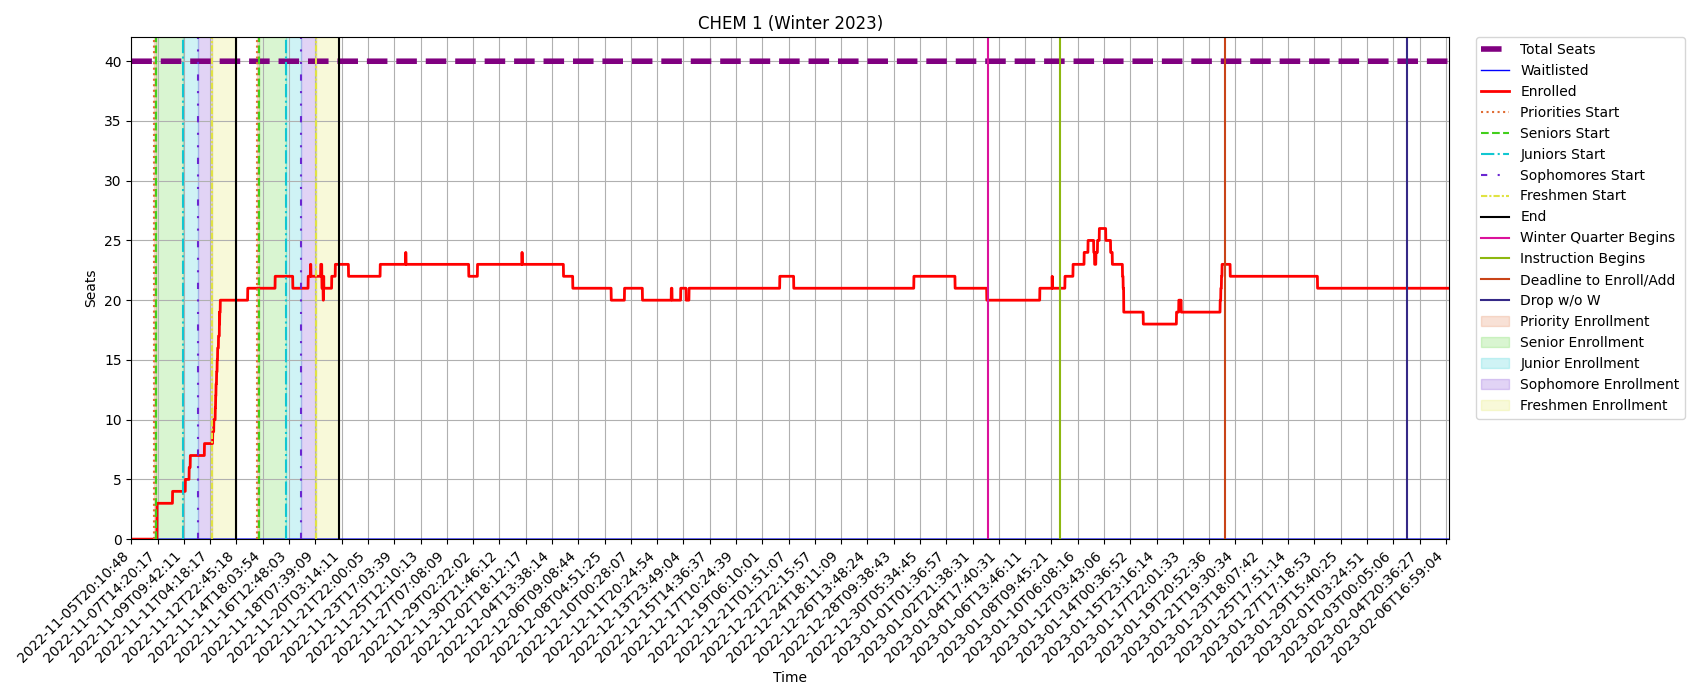 CHEM 1 (Winter 2023)
Seats
40
35
30
25
20
15
10
5
0
2022-11-05T20:10:48
2022-11-07T14:20:17
2022-11-09T09:42:11
2022-11-11T04:18:17
2022-11-12T22:45:18
2022-11-14T18:03:54
2022-11-16T12:48:03
2022-11-18T07:39:09
2022-11-20T03:14:11
2022-11-21T22:00:05
2022-11-23T17:03:39
2022-11-25T12:10:13
2022-11-27T07:08:09
2022-11-29T02:22:02
2022-11-30T21:46:12
2022-12-02T18:12:17
2022-12-04T13:38:14
2022-12-06T09:08:44
2022-12-08T04:51:25
2022-12-10T00:28:07
2022-12-11T20:24:54
2022-12-13T23:49:04
2022-12-15T14:36:37
2022-12-17T10:24:39
2022-12-19T06:10:01
2022-12-21T01:51:07
2022-12-22T22:15:57
2022-12-24T18:11:09
2022-12-26T13:48:24
2022-12-28T09:38:43
2022-12-30T05:34:45
2023-01-01T01:36:57
2023-01-02T21:38:31
2023-01-04T17:40:31
2023-01-06T13:46:11
2023-01-08T09:45:21
2023-01-10T06:08:16
2023-01-12T03:43:06
2023-01-14T00:36:52
2023-01-15T23:16:14
2023-01-17T22:01:33
2023-01-19T20:52:36
2023-01-21T19:30:34
2023-01-23T18:07:42
2023-01-25T17:51:14
2023-01-27T17:18:53
2023-01-29T15:40:25
2023-02-01T03:24:51
2023-02-03T00:05:06
2023-02-04T20:36:27
2023-02-06T16:59:04
Time
Total Seats
Waitlisted
Enrolled
Priorities Start
Seniors Start
Juniors Start
Sophomores Start
Freshmen Start
End
Winter Quarter Begins
Instruction Begins
Deadline to Enroll/Add
Drop w/o W
Priority Enrollment
Senior Enrollment
Junior Enrollment
Sophomore Enrollment
Freshmen Enrollment